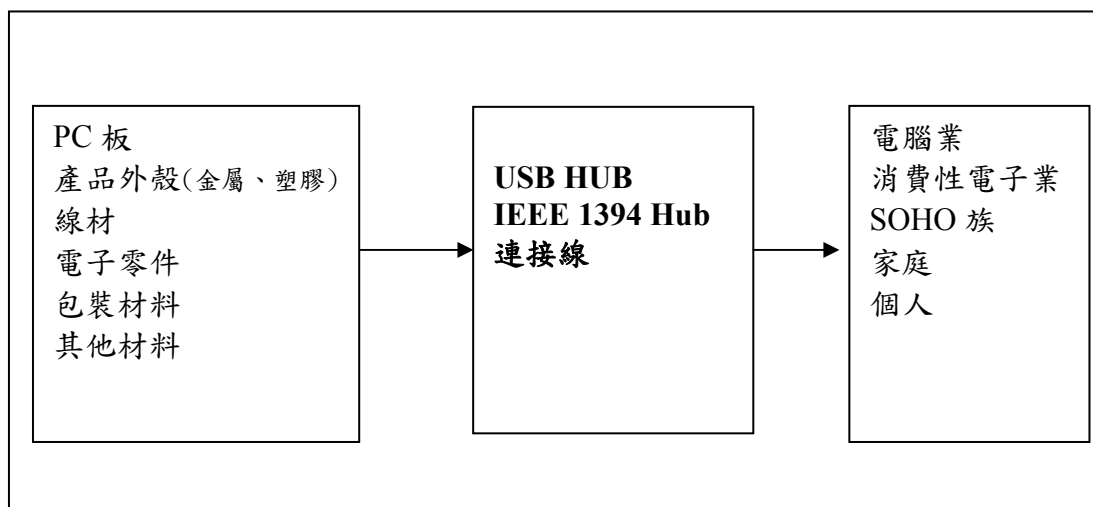 PC 板
產品外殼(金屬、塑膠)
線材
電子零件
包裝材料
其他材料
USB HUB
IEEE 1394 Hub
連接線
電腦業
消費性電子業
SOHO 族
家庭
個人